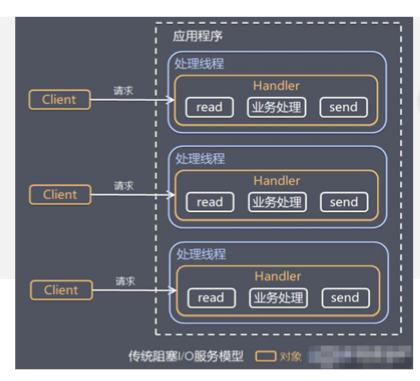 应用程序
处理线程
Handler
Client
请求
read
业务处理
send
处理线程
Handler
Client
请求
read
业务处理
send
处理线程
Handler
Client
请求
read
业务处理
send
传统阻塞I/O服务模型
对象